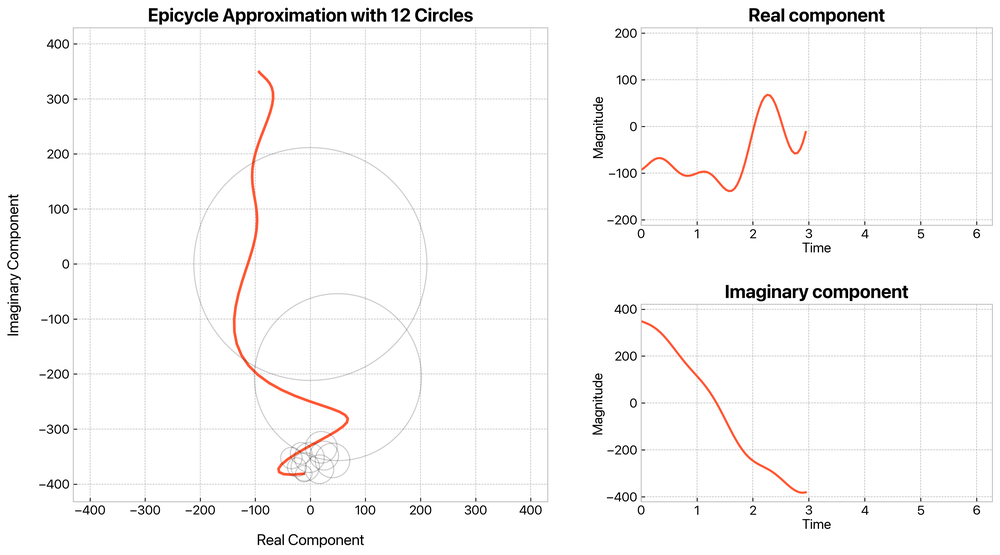 Epicycle Approximation with 12 Circles
400
300
200
100
0
−100
−200
−300
−400
−400 −300 −200 −100 0 100 200 300 400
Imaginary Component
Real Component
Real component
200
100
0
−100
−200
0 1 2 3 4 5 6
Magnitude
Time
Imaginary component
400
200
0
−200
−400
0 1 2 3 4 5 6
Magnitude
Time